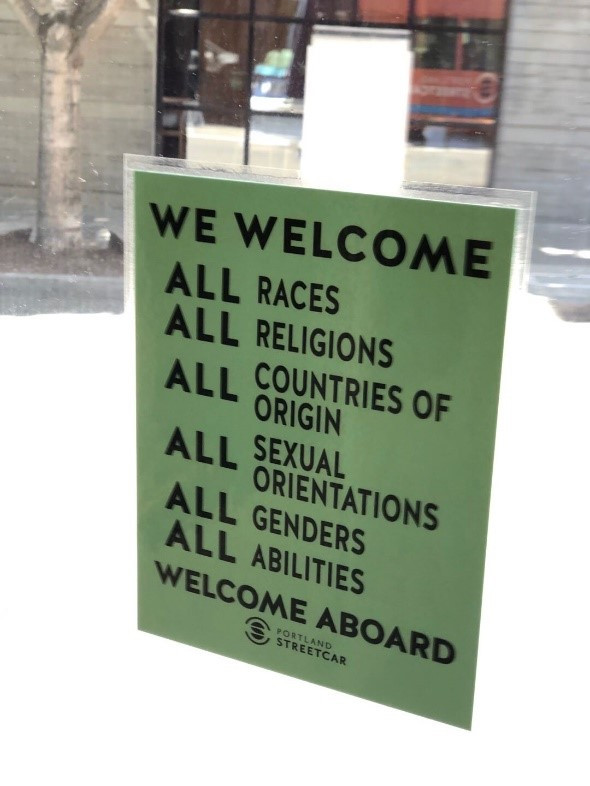 WE WELCOME
ALL RACES
ALL RELIGIONS
ALL COUNTRIES OF
ORIGIN
ALL SEXUAL
ORIENTATIONS
ALL GENDERS
ALL ABILITIES
WELCOME ABOARD
PORTLAND
STREETCAR